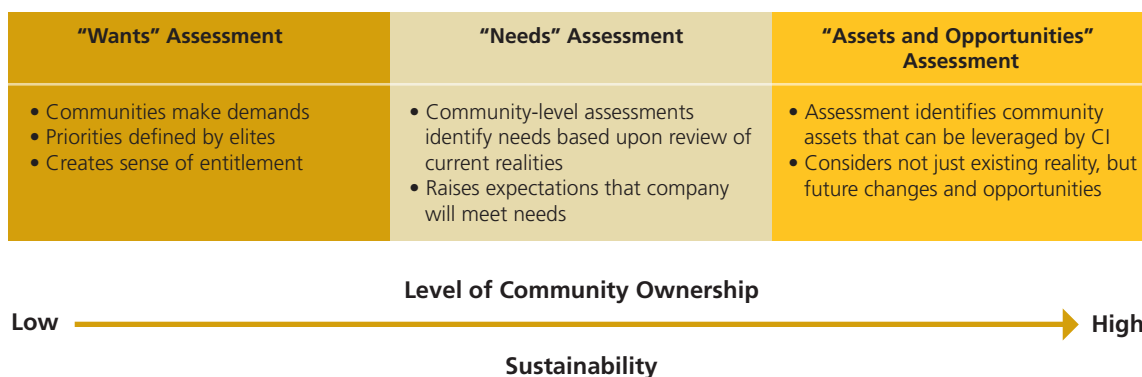 “Wants” Assessment
“Needs” Assessment
“Assets and Opportunities”
Assessment
• Communities make demands
• Priorities defined by elites
• Creates sense of entitlement
• Community-level assessments
identify needs based upon review of
current realities
• Raises expectations that company
will meet needs
• Assessment identifies community
assets that can be leveraged by CI
• Considers not just existing reality, but
future changes and opportunities
Level of Community Ownership
Low
High
Sustainability